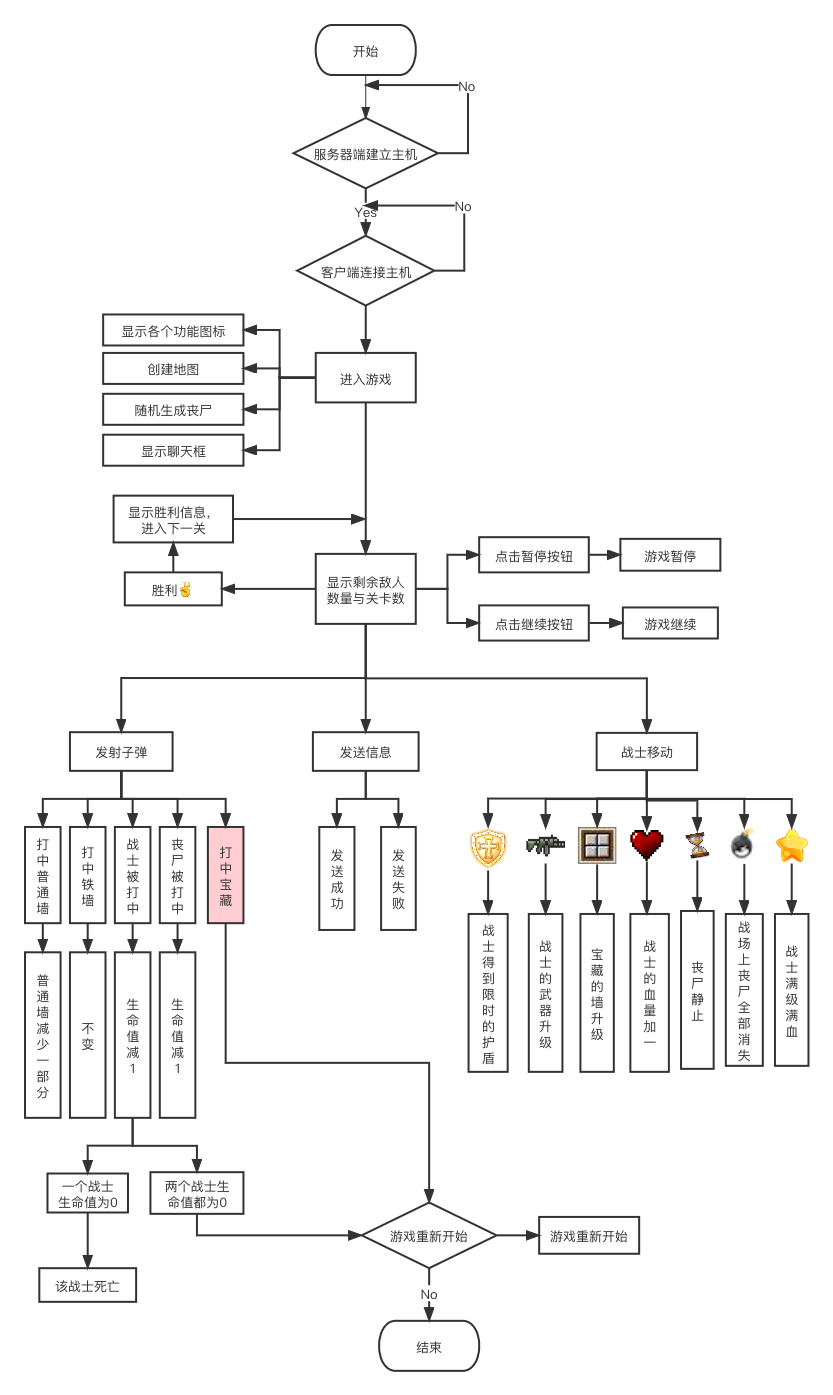 开始
No
服务器端建立主机
Yes
No
客户端连接主机
显示各个功能图标
创建地图
随机生成丧尸
显示聊天框
进入游戏
显示胜利信息,
进入下一关
胜利✌
显示剩余敌人
数量与关卡数
点击暂停按钮
游戏暂停
点击继续按钮
游戏继续
发射子弹
发送信息
战士移动
打中普通墙
打中铁墙
战士被打中
丧尸被打中
打中宝藏
发送成功
发送失败
普通墙减少一部分
不变
生命值减1
生命值减1
战士得到限时的护盾
战士的武器升级
宝藏的墙升级
战士的血量加一
丧尸静止
战场上丧尸全部消失
战士满级满血
一个战士
生命值为0
两个战士生
命值都为0
该战士死亡
游戏重新开始
游戏重新开始
No
结束